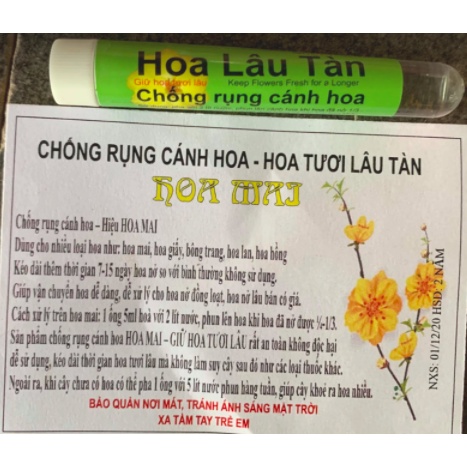 Hoa Lâu Tàn
Giữ hoa tươi lâu Keep Flowers Fresh for a Longer
Chống rụng cánh hoa
CHỐNG RỤNG CÁNH HOA - HOA TƯƠI LÂU TÀN
HOA MAI
Chống rụng cánh hoa – Hiệu HOA MAI
Dùng cho nhiều loại hoa như: hoa mai, hoa giấy, bông trang, hoa lan, hoa hồng
Kéo dài thêm thời gian 7-15 ngày hoa nở so với bình thường không sử dụng.
Giúp vận chuyển hoa dễ dàng, dễ xử lý cho hoa nở đồng loạt, hoa nở lâu bán có giá.
Cách xử lý trên hoa mai: 1 ống 5ml hoà với 2 lít nước, phun lên hoa khi hoa đã nở được ¼-1/3.
Sản phẩm chống rụng cánh hoa HOA MAI – GIỮ HOA TƯƠI LÂU rất an toàn không độc hại
dễ sử dụng, kéo dài thời gian hoa tươi lâu mà không làm suy cây sau đó như các loại thuốc khác.
Ngoài ra, khi cây chưa có hoa có thể pha 1 ống với 5 lít nước phun hàng tuần, giúp cây khoẻ ra hoa nhiều.
BẢO QUẢN NƠI MÁT, TRÁNH ÁNH SÁNG MẶT TRỜI
XA TẦM TAY TRẺ EM
NXS: 01/12/20 HSD: 2 NĂM